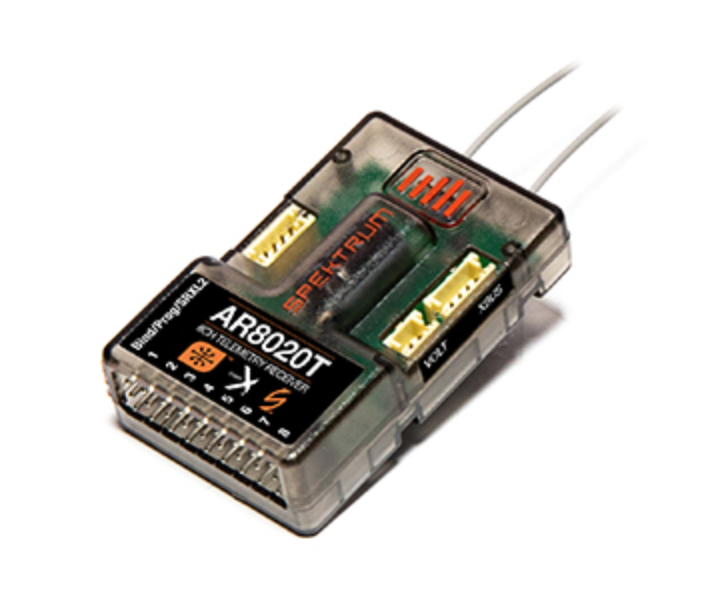 SPEKTRUM
XBUS
VOLT
Bind/Prog/SRXL2
AR8020T
8CH TELEMETRY RECEIVER
1 2 3 4 5 6 7 8